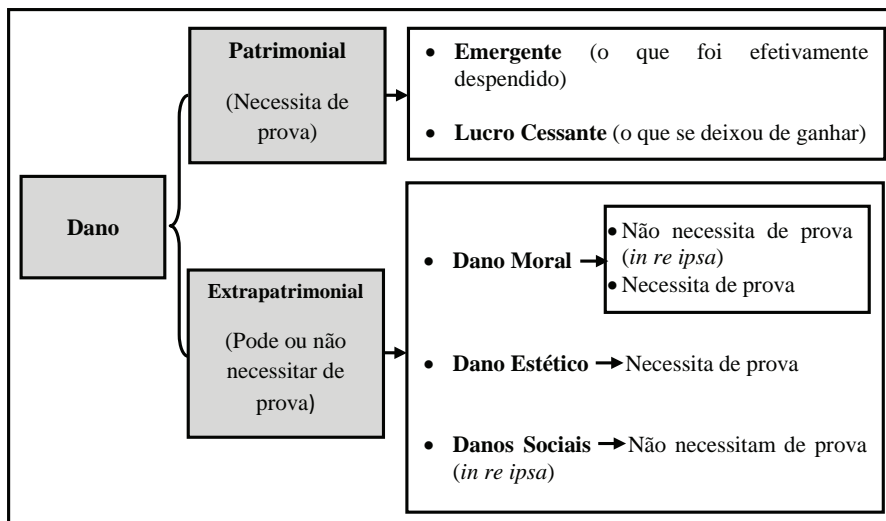 Dano
Patrimonial
(Necessita de
prova)
• Emergente (o que foi efetivamente
despendido)
• Lucro Cessante (o que se deixou de ganhar)
Extrapatrimonial
(Pode ou não
necessitar de
prova)
• Dano Moral
• Não necessita de prova
(in re ipsa)
• Necessita de prova
• Dano Estético → Necessita de prova
• Danos Sociais → Não necessitam de prova
(in re ipsa)